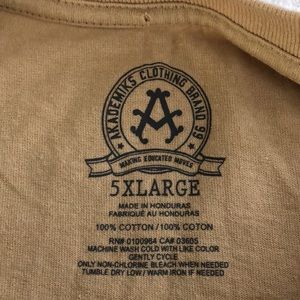 AKADEMIKS CLOTHING BRAND 99
A
MAKING EDUCATED MOVES
5XLARGE
MADE IN HONDURAS
FABRIQUÉ AU HONDURAS
100% COTTON / 100% COTON
RN# 0100964 CA# 03605
MACHINE WASH COLD WITH LIKE COLOR
GENTLY CYCLE
ONLY NON-CHLORINE BLEACH WHEN NEEDED
TUMBLE DRY LOW / WARM IRON IF NEEDED